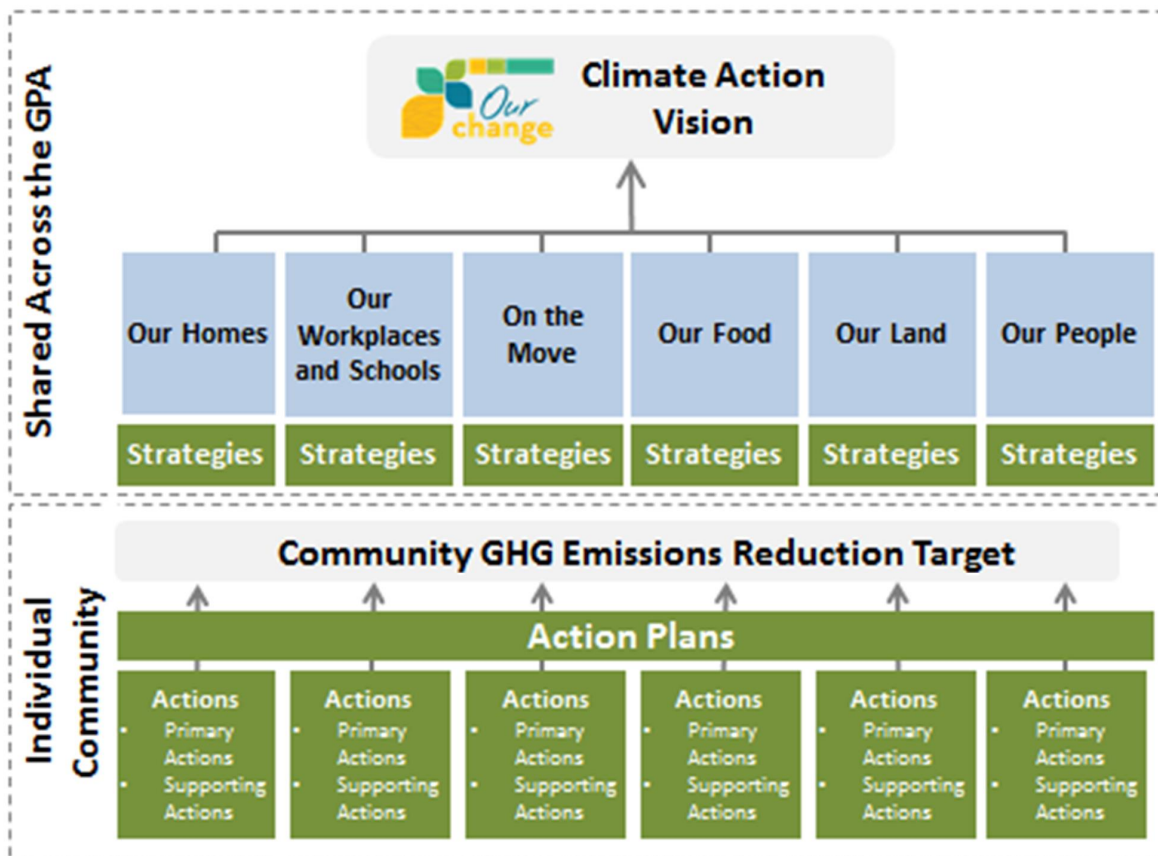 Shared Across the GPA
Our
change
Climate Action
Vision
Our Homes
Our
Workplaces
and Schools
On the
Move
Our Food
Our Land
Our People
Strategies
Strategies
Strategies
Strategies
Strategies
Strategies
Individual
Community
Community GHG Emissions Reduction Target
Action Plans
Actions
▪ Primary
Actions
▪ Supporting
Actions
Actions
▪ Primary
Actions
▪ Supporting
Actions
Actions
▪ Primary
Actions
▪ Supporting
Actions
Actions
▪ Primary
Actions
▪ Supporting
Actions
Actions
▪ Primary
Actions
▪ Supporting
Actions
Actions
▪ Primary
Actions
▪ Supporting
Actions